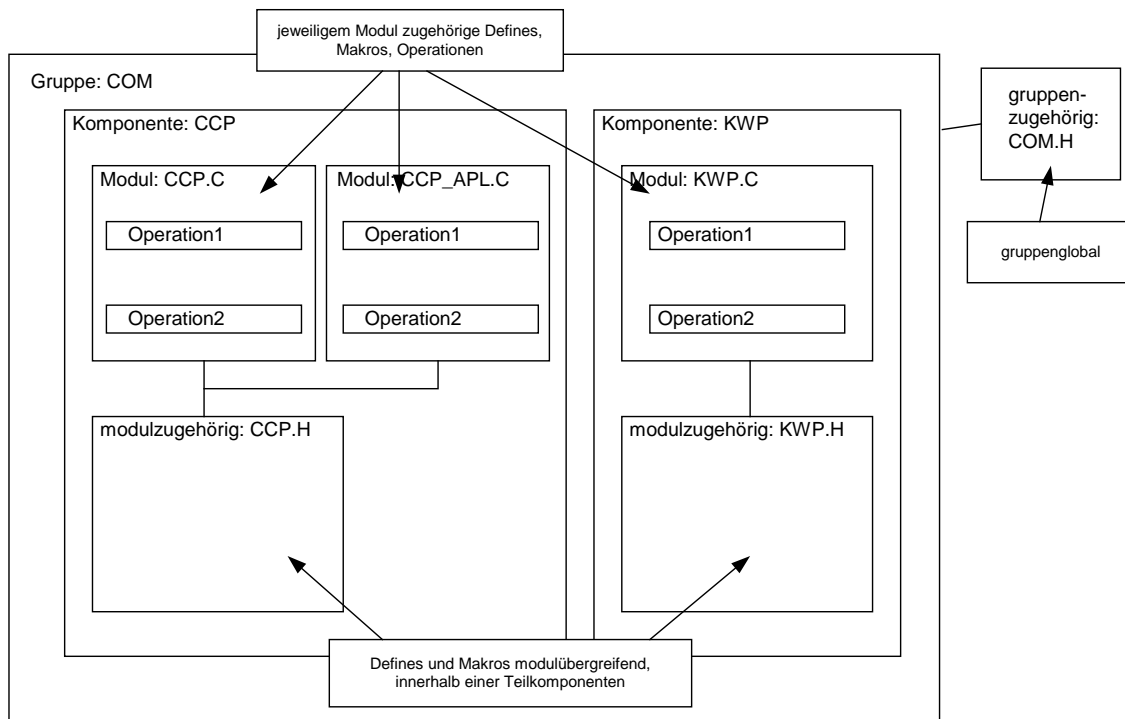 jeweiligem Modul zugehörige Defines,
Makros, Operationen
Gruppe: COM
gruppen-
zugehörig:
COM.H
gruppenglobal
Komponente: CCP
Komponente: KWP
Modul: CCP.C
Modul: CCP_APL.C
Modul: KWP.C
Operation1
Operation1
Operation1
Operation2
Operation2
Operation2
modulzugehörig: CCP.H
modulzugehörig: KWP.H
Defines und Makros modulübergreifend,
innerhalb einer Teilkomponenten